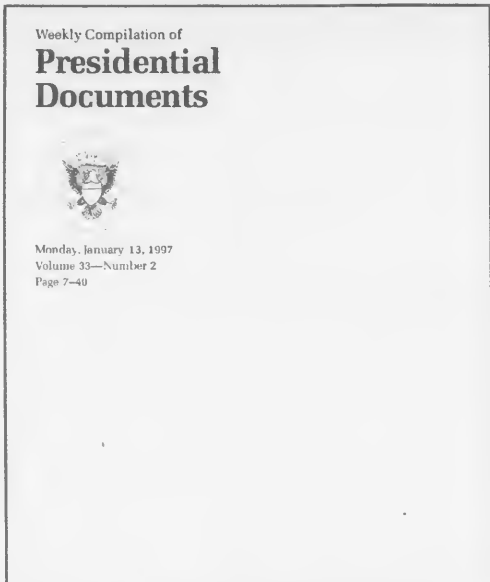 Weekly Compilation of
Presidential
Documents
Monday, January 13, 1997
Volume 33—Number 2
Page 7–40